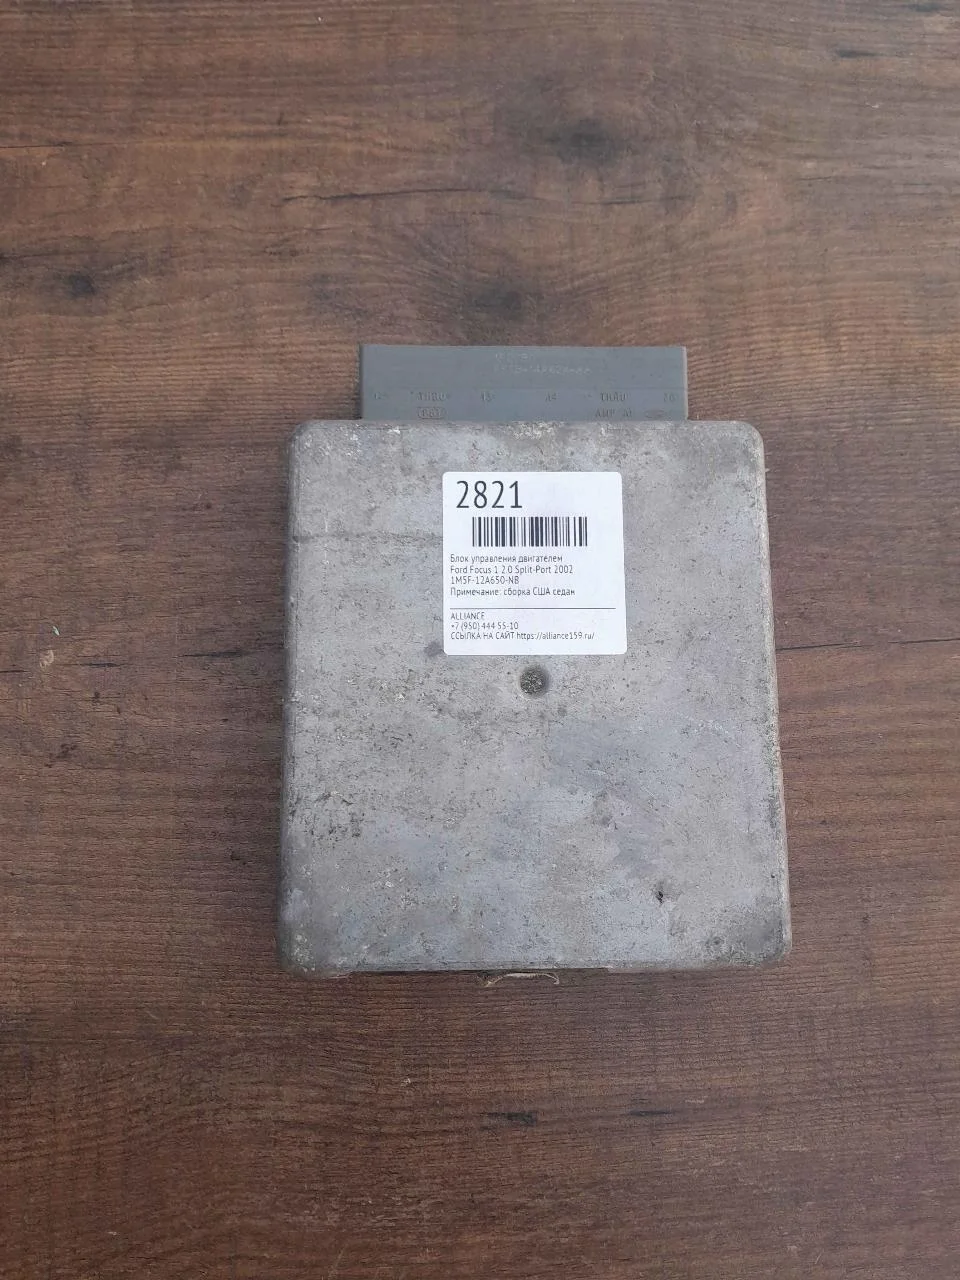 THRU
THRU
2821
Блок управления двигателем
Ford Focus 1 2.0 Split-Port 2002
1M5F-12A650-NB
Примечание: сборка США седан
ALLIANCE
+7 (950) 444 55-10
ССЫЛКА НА САЙТ https://alliance159.ru/